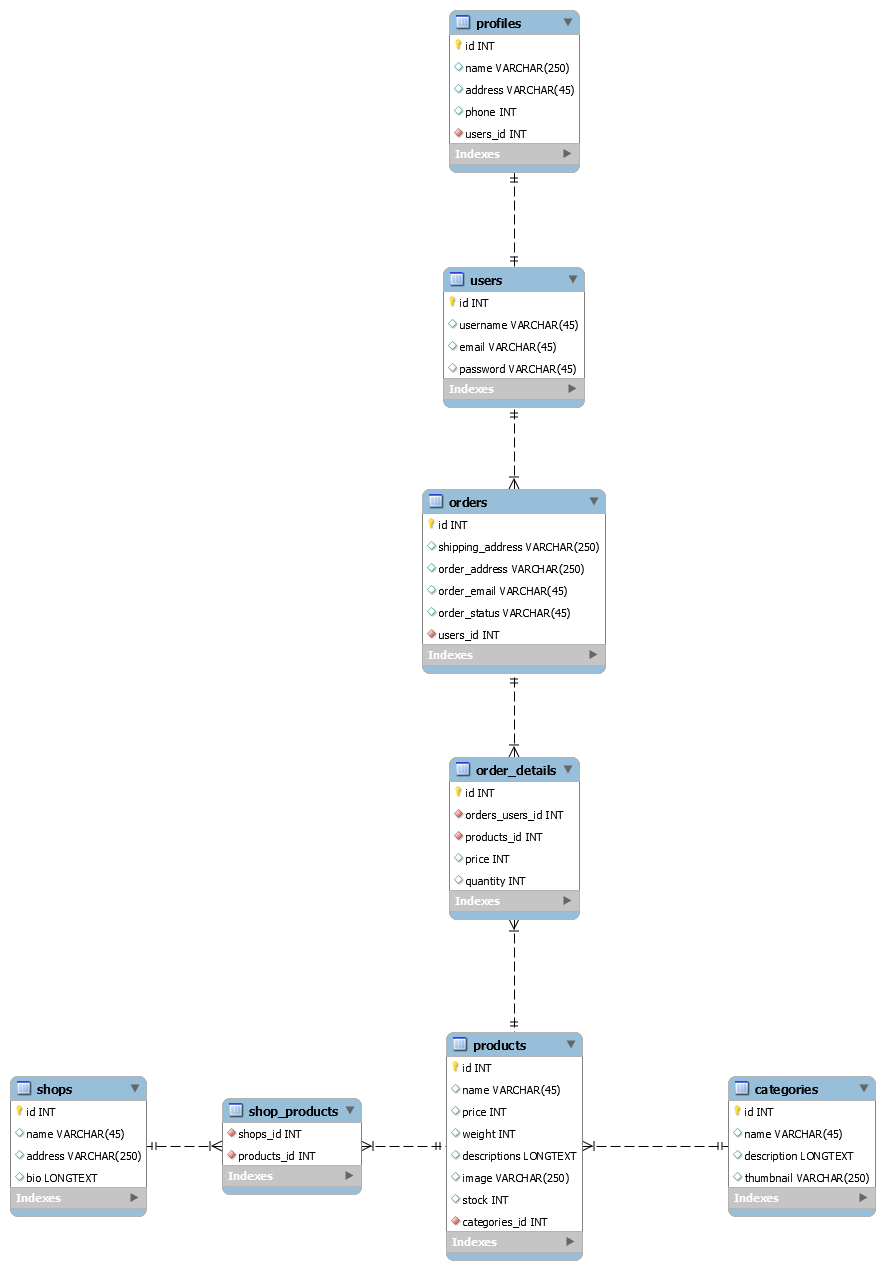 profiles
id INT
name VARCHAR(250)
address VARCHAR(45)
phone INT
users_id INT
Indexes
users
id INT
username VARCHAR(45)
email VARCHAR(45)
password VARCHAR(45)
Indexes
orders
id INT
shipping_address VARCHAR(250)
order_address VARCHAR(250)
order_email VARCHAR(45)
order_status VARCHAR(45)
users_id INT
Indexes
order_details
id INT
orders_users_id INT
products_id INT
price INT
quantity INT
Indexes
shops
id INT
name VARCHAR(45)
address VARCHAR(250)
bio LONGTEXT
Indexes
shop_products
shops_id INT
products_id INT
Indexes
products
id INT
name VARCHAR(45)
price INT
weight INT
descriptions LONGTEXT
image VARCHAR(250)
stock INT
categories_id INT
Indexes
categories
id INT
name VARCHAR(45)
description LONGTEXT
thumbnail VARCHAR(250)
Indexes